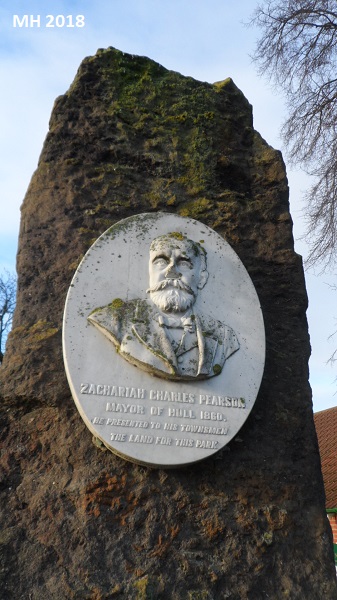 MH 2018
ZACHARIAH CHARLES PEARSON
MAYOR OF HULL 1860.
HE PRESENTED TO HIS TOWNSMEN
THE LAND FOR THIS PARK.